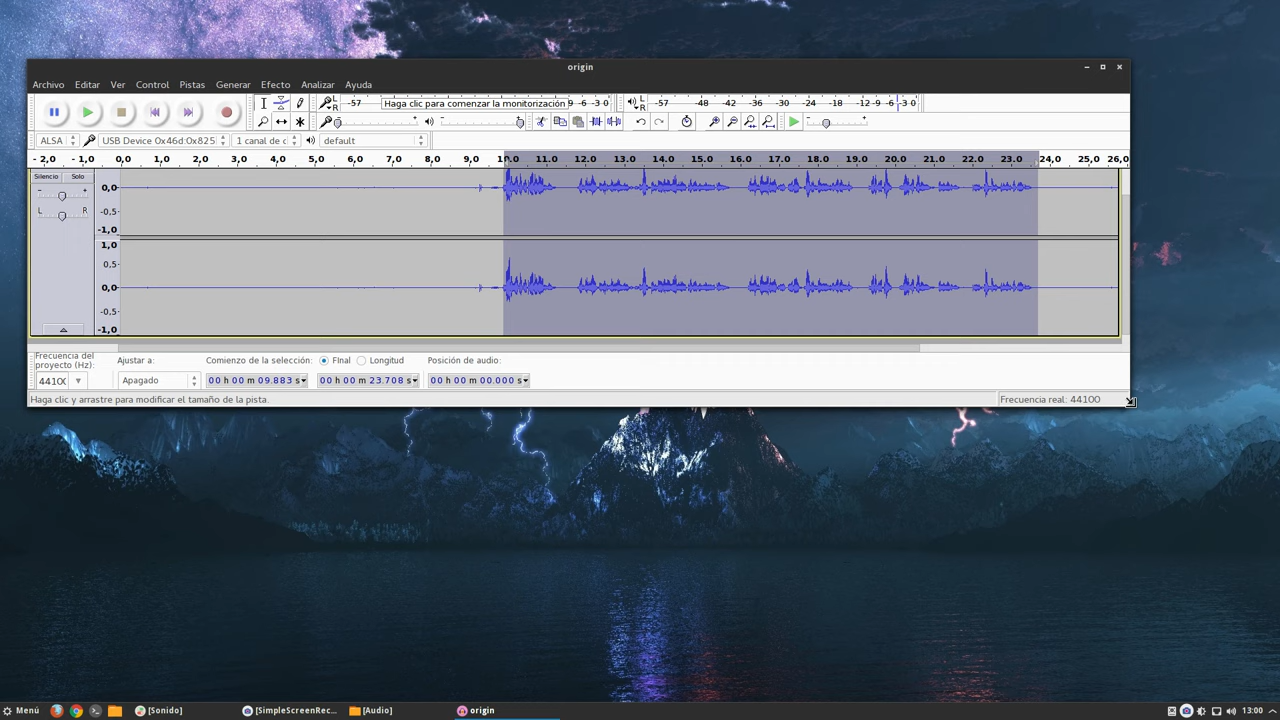 origin
Archivo Editar Ver Control Pistas Generar Efecto Analizar Ayuda
L R -57 Haga clic para comenzar la monitorización 9 -6 -3 0 L R -57 -48 -42 -36 -30 -24 -18 -12 -9 -6 -3 0
- + - +
ALSA USB Device 0x46d:0x825 1 canal de c default
- 2,0 - 1,0 0,0 1,0 2,0 3,0 4,0 5,0 6,0 7,0 8,0 9,0 10,0 11,0 12,0 13,0 14,0 15,0 16,0 17,0 18,0 19,0 20,0 21,0 22,0 23,0 24,0 25,0 26,0
Silencio Solo
- +
L R
0,0
-0,5
-1,0
1,0
0,5
0,0
-0,5
-1,0
Frecuencia del proyecto (Hz): Ajustar a: Comienzo de la selección: FInal Longitud Posición de audio:
44100 Apagado 00 h 00 m 09.883 s 00 h 00 m 23.708 s 00 h 00 m 00.000 s
Haga clic y arrastre para modificar el tamaño de la pista. Frecuencia real: 44100
Menú [Sonido] [SimpleScreenRec... [Audio] origin 13:00